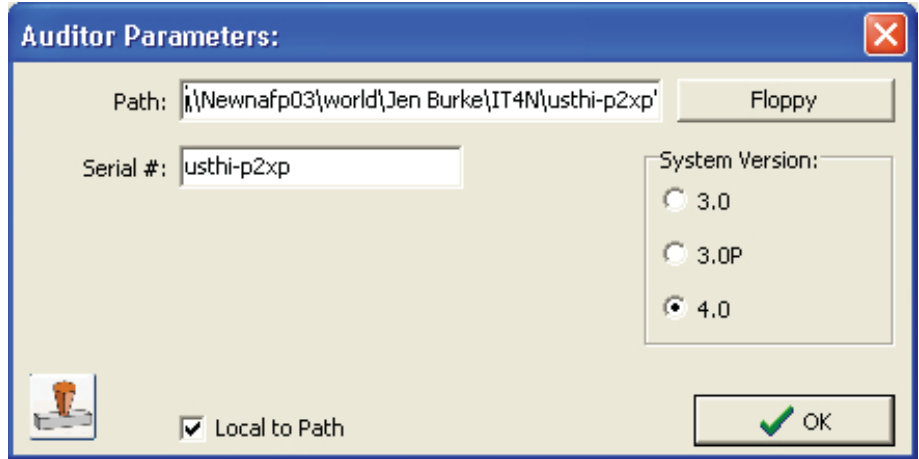 Auditor Parameters:
Path: \Newnafp03\world\Jen Burke\IT4N\usthi-p2xp' Floppy
Serial #: usthi-p2xp
System Version:
3.0
3.0P
4.0
Local to Path
OK